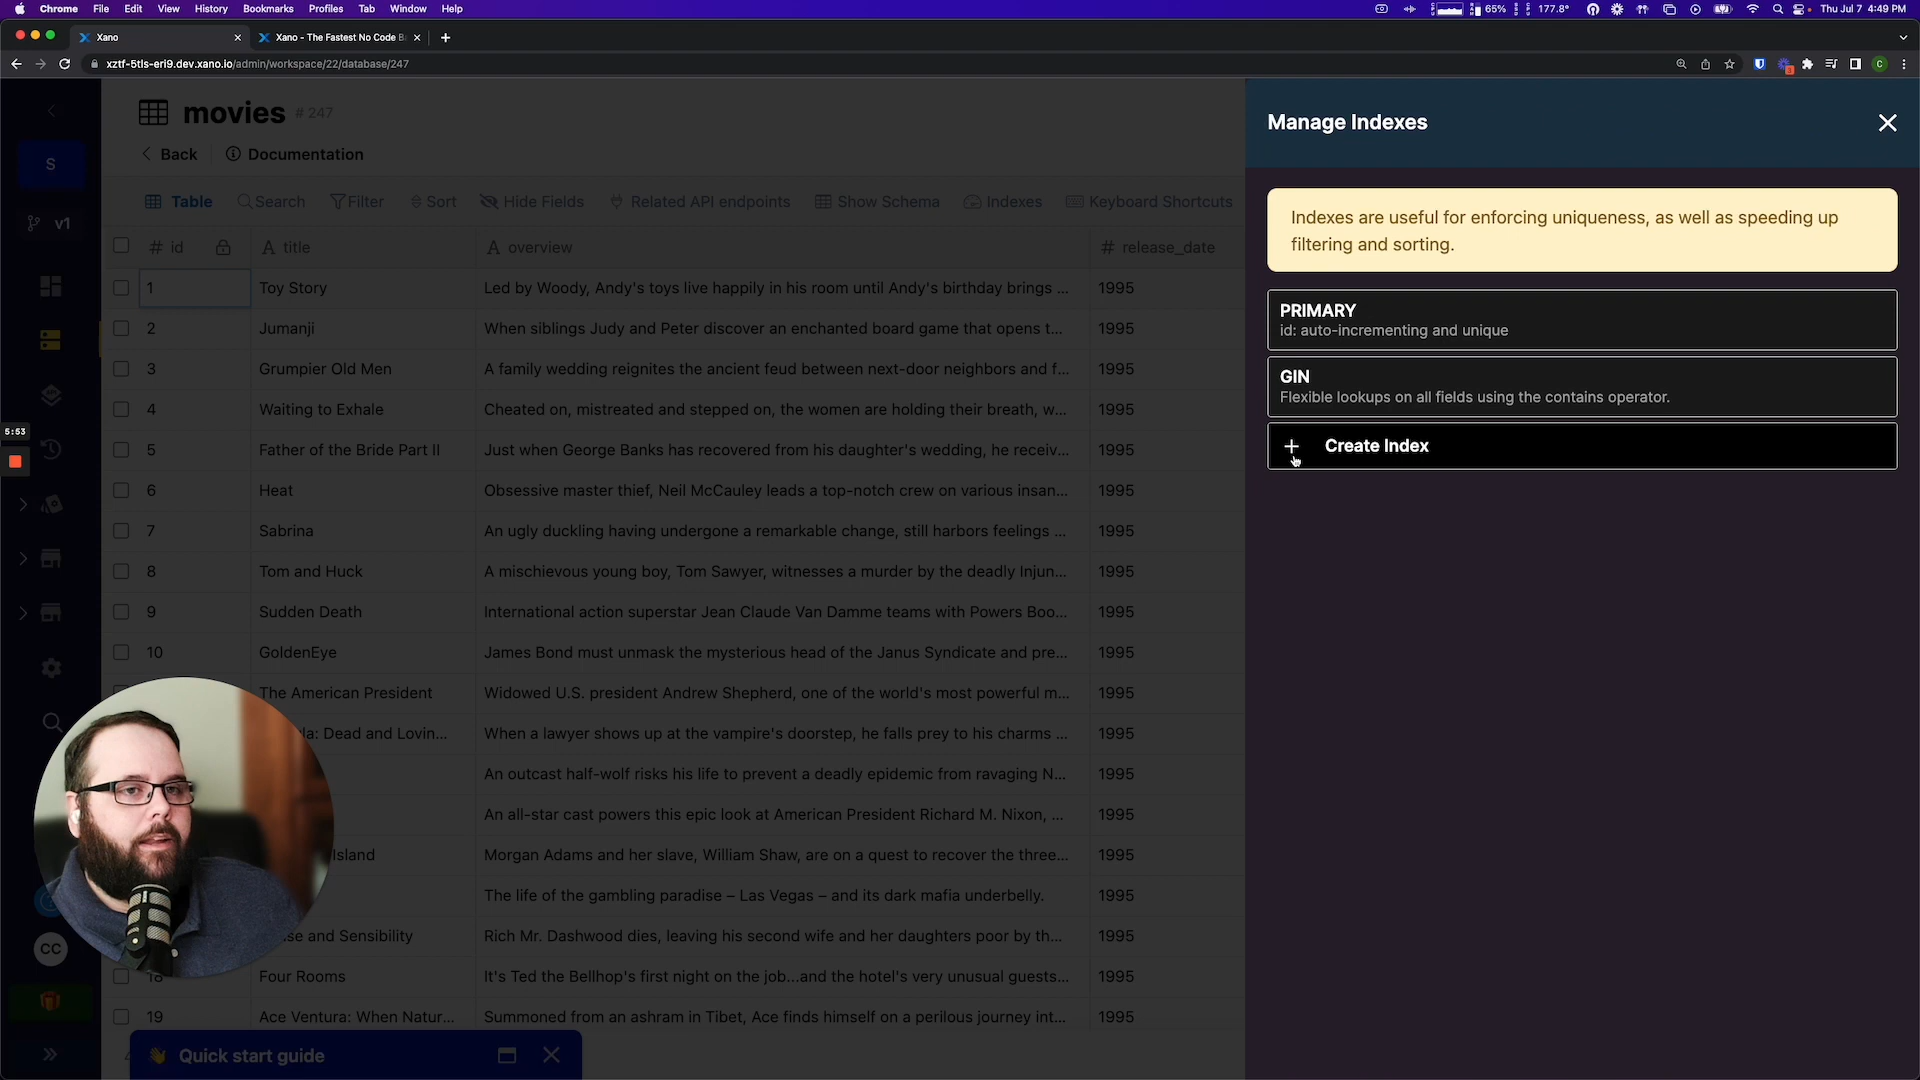 Chrome File Edit View History Bookmarks Profiles Tab Window Help
65% 177.8° Thu Jul 7 4:49 PM
Xano
Xano - The Fastest No Code B
xztf-5tls-eri9.dev.xano.io/admin/workspace/22/database/247
C
movies # 247
Back Documentation
S
v1
Table Search Filter Sort Hide Fields Related API endpoints Show Schema Indexes Keyboard Shortcuts
# id A title A overview # release_date
1 Toy Story Led by Woody, Andy's toys live happily in his room until Andy's birthday brings ... 1995
2 Jumanji When siblings Judy and Peter discover an enchanted board game that opens t... 1995
3 Grumpier Old Men A family wedding reignites the ancient feud between next-door neighbors and f... 1995
4 Waiting to Exhale Cheated on, mistreated and stepped on, the women are holding their breath, w... 1995
5:53
5 Father of the Bride Part II Just when George Banks has recovered from his daughter's wedding, he receiv... 1995
6 Heat Obsessive master thief, Neil McCauley leads a top-notch crew on various insan... 1995
7 Sabrina An ugly duckling having undergone a remarkable change, still harbors feelings ... 1995
8 Tom and Huck A mischievous young boy, Tom Sawyer, witnesses a murder by the deadly Injun... 1995
9 Sudden Death International action superstar Jean Claude Van Damme teams with Powers Boo... 1995
10 GoldenEye James Bond must unmask the mysterious head of the Janus Syndicate and pre... 1995
The American President Widowed U.S. president Andrew Shepherd, one of the world's most powerful m... 1995
la: Dead and Lovin... When a lawyer shows up at the vampire's doorstep, he falls prey to his charms ... 1995
An outcast half-wolf risks his life to prevent a deadly epidemic from ravaging N... 1995
An all-star cast powers this epic look at American President Richard M. Nixon, ... 1995
Island Morgan Adams and her slave, William Shaw, are on a quest to recover the three... 1995
The life of the gambling paradise – Las Vegas – and its dark mafia underbelly. 1995
se and Sensibility Rich Mr. Dashwood dies, leaving his second wife and her daughters poor by th... 1995
CC
18 Four Rooms It's Ted the Bellhop's first night on the job...and the hotel's very unusual guests... 1995
19 Ace Ventura: When Natur... Summoned from an ashram in Tibet, Ace finds himself on a perilous journey int... 1995
Quick start guide
Manage Indexes
Indexes are useful for enforcing uniqueness, as well as speeding up
filtering and sorting.
PRIMARY
id: auto-incrementing and unique
GIN
Flexible lookups on all fields using the contains operator.
Create Index